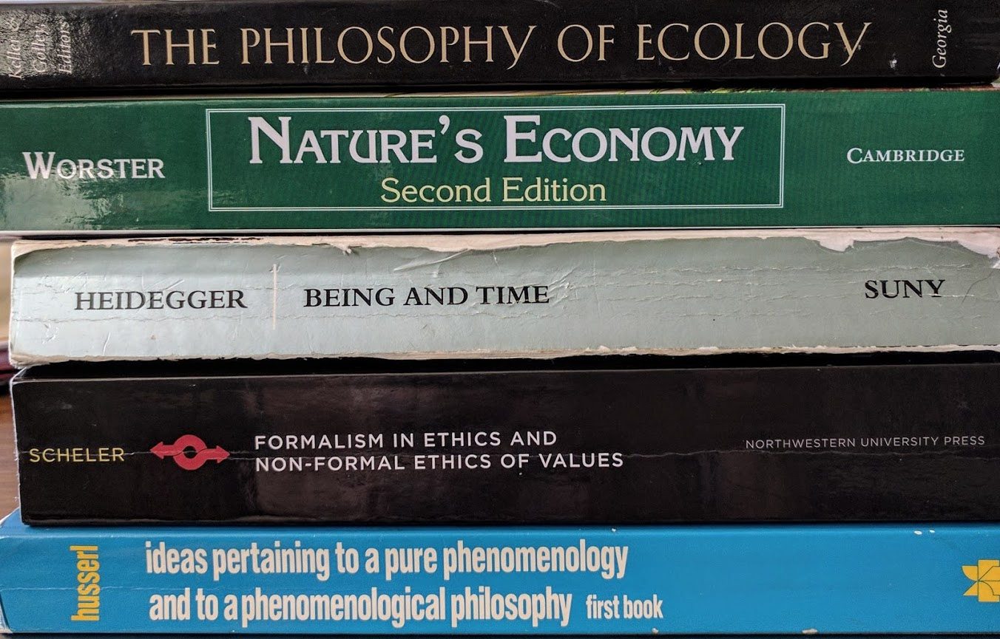 Keller &
Golley
Editors
THE PHILOSOPHY OF ECOLOGY
Georgia
WORSTER
NATURE'S ECONOMY
Second Edition
CAMBRIDGE
HEIDEGGER
BEING AND TIME
SUNY
SCHELER
FORMALISM IN ETHICS AND
NON-FORMAL ETHICS OF VALUES
NORTHWESTERN UNIVERSITY PRESS
husserl
ideas pertaining to a pure phenomenology
and to a phenomenological philosophy first book